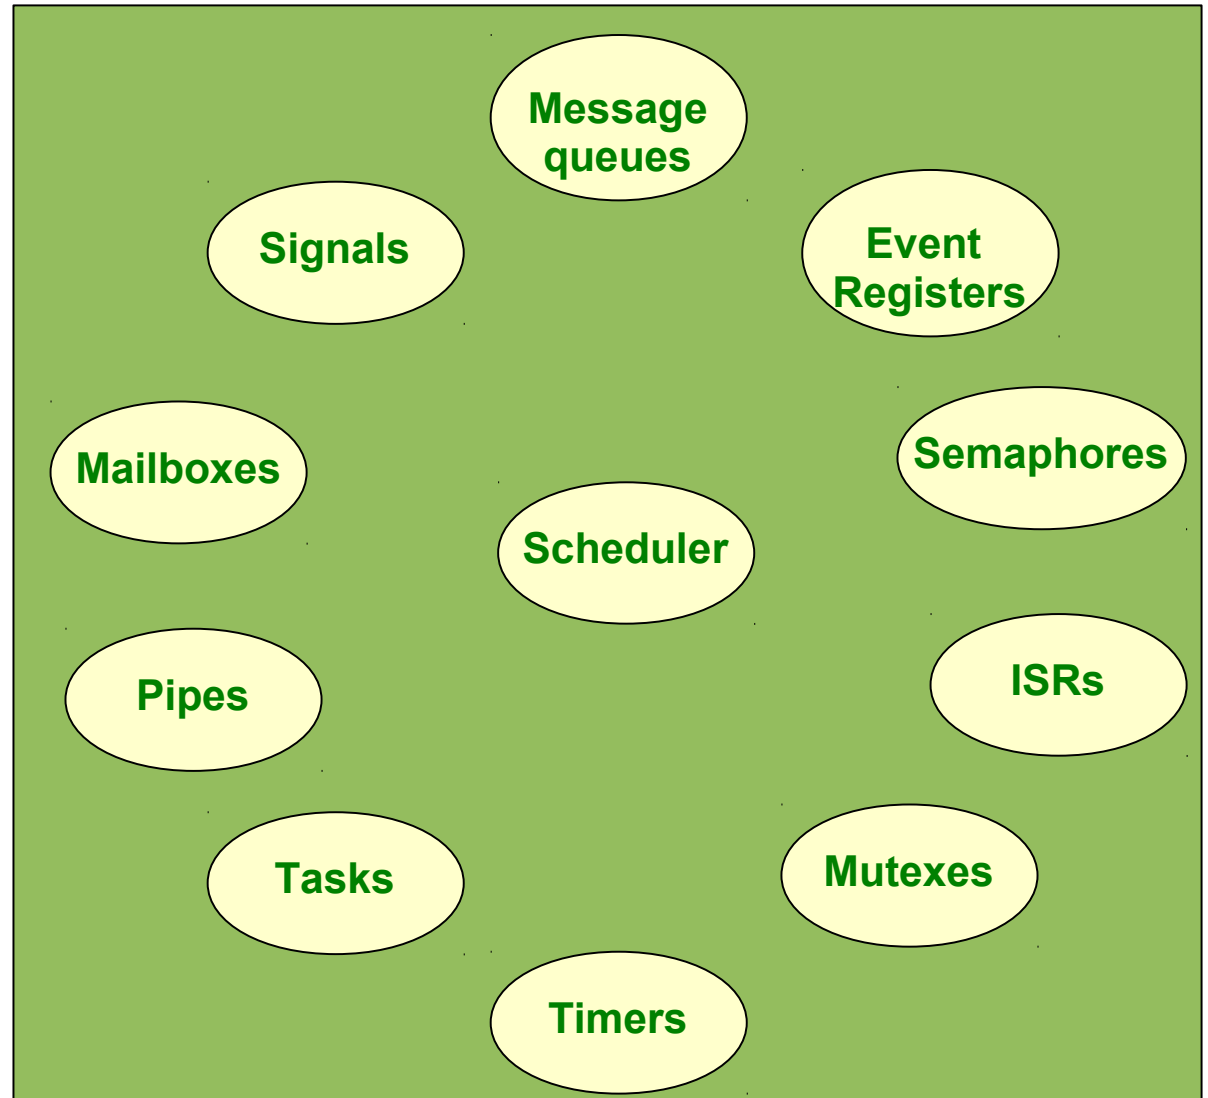 Message
queues
Signals
Event
Registers
Mailboxes
Semaphores
Scheduler
Pipes
ISRs
Tasks
Mutexes
Timers